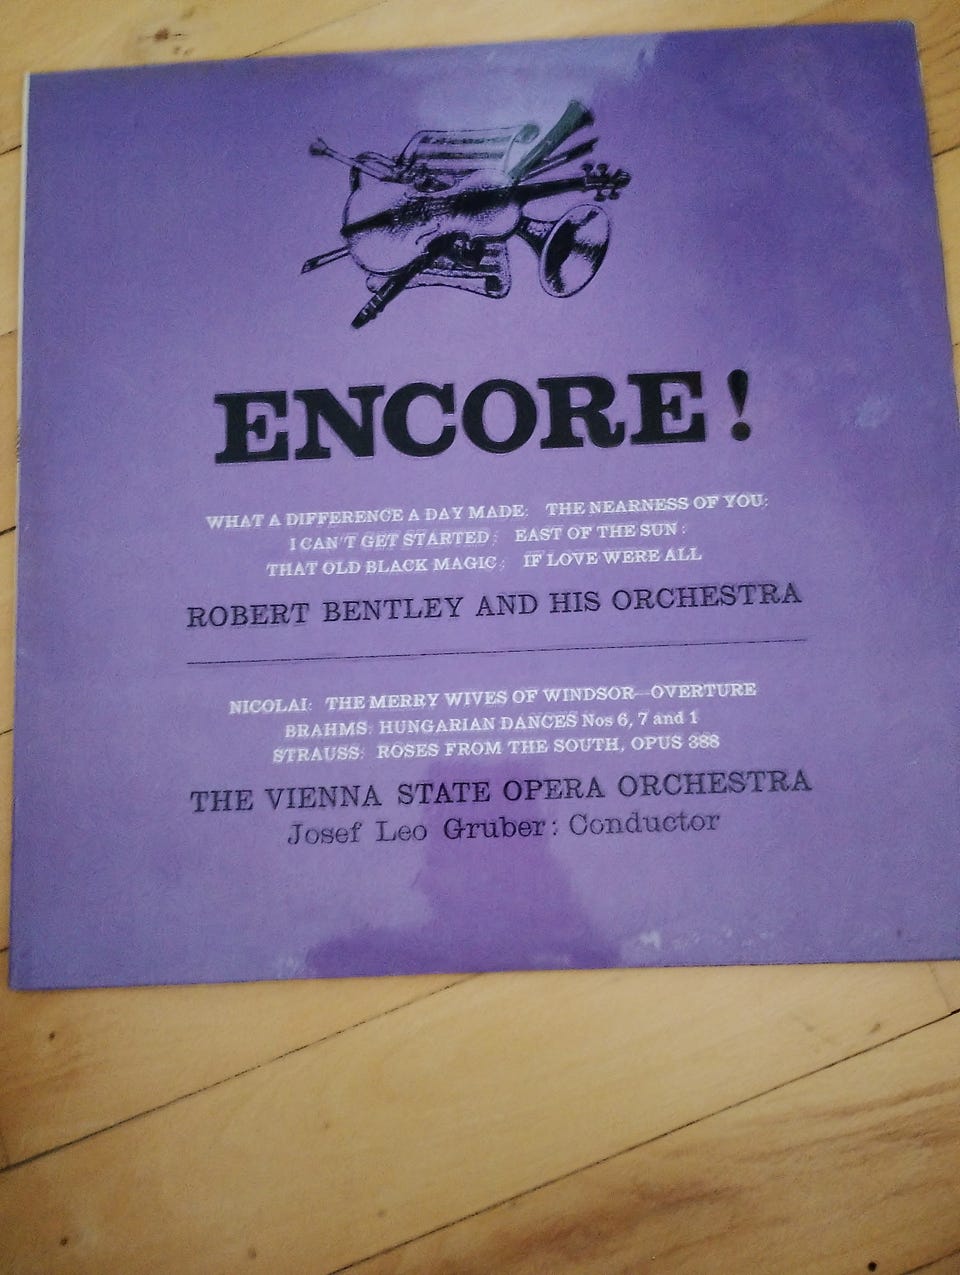 ENCORE!
WHAT A DIFFERENCE A DAY MADE: THE NEARNESS OF YOU:
I CAN'T GET STARTED: EAST OF THE SUN:
THAT OLD BLACK MAGIC: IF LOVE WERE ALL
ROBERT BENTLEY AND HIS ORCHESTRA
NICOLAI: THE MERRY WIVES OF WINDSOR—OVERTURE
BRAHMS: HUNGARIAN DANCES Nos 6, 7 and 1
STRAUSS: ROSES FROM THE SOUTH, OPUS 388
THE VIENNA STATE OPERA ORCHESTRA
Josef Leo Gruber: Conductor